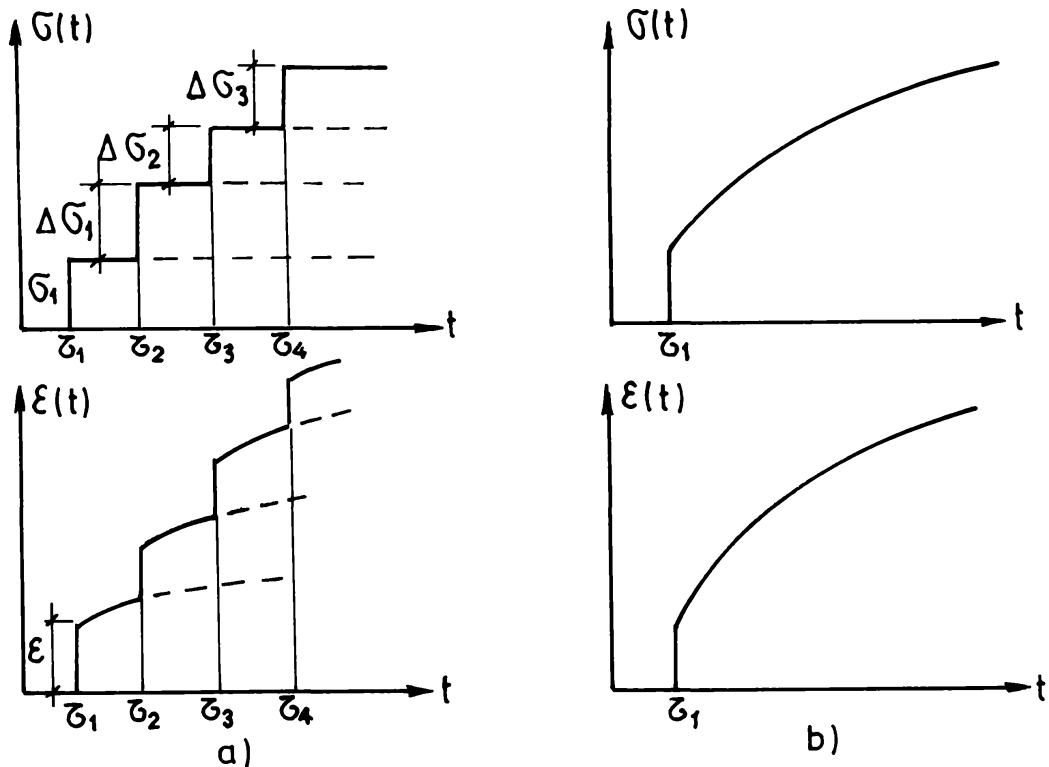 σ(t)
Δσ₃
Δσ₂
Δσ₁
σ₁
τ₁ τ₂ τ₃ τ₄ t
ε(t)
ε
τ₁ τ₂ τ₃ τ₄ t
a)
σ(t)
τ₁ t
ε(t)
τ₁ t
b)